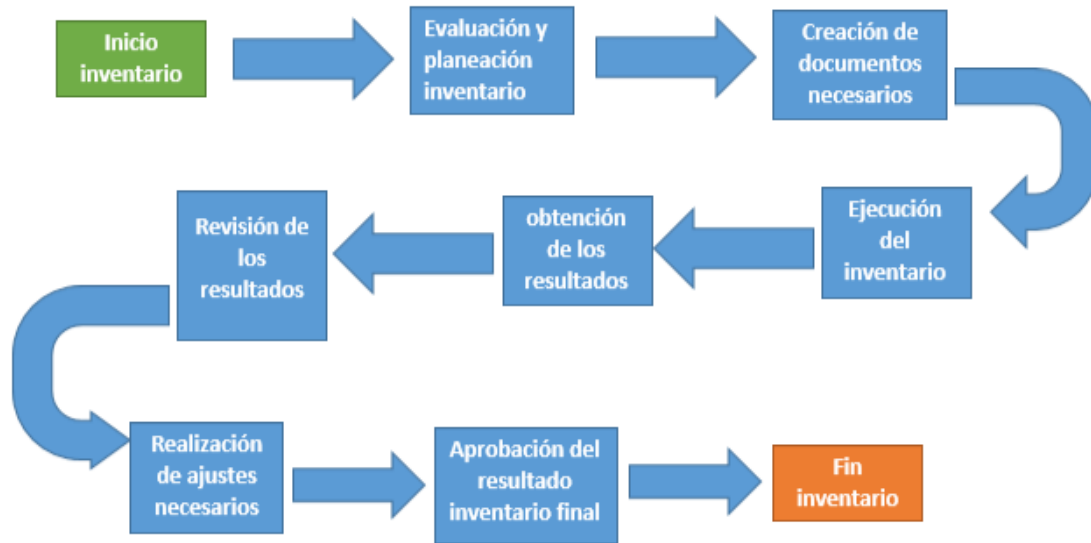 Inicio
inventario
Evaluación y
planeación
inventario
Creación de
documentos
necesarios
Ejecución
del
inventario
obtención
de los
resultados
Revisión de
los
resultados
Realización
de ajustes
necesarios
Aprobación del
resultado
inventario final
Fin
inventario